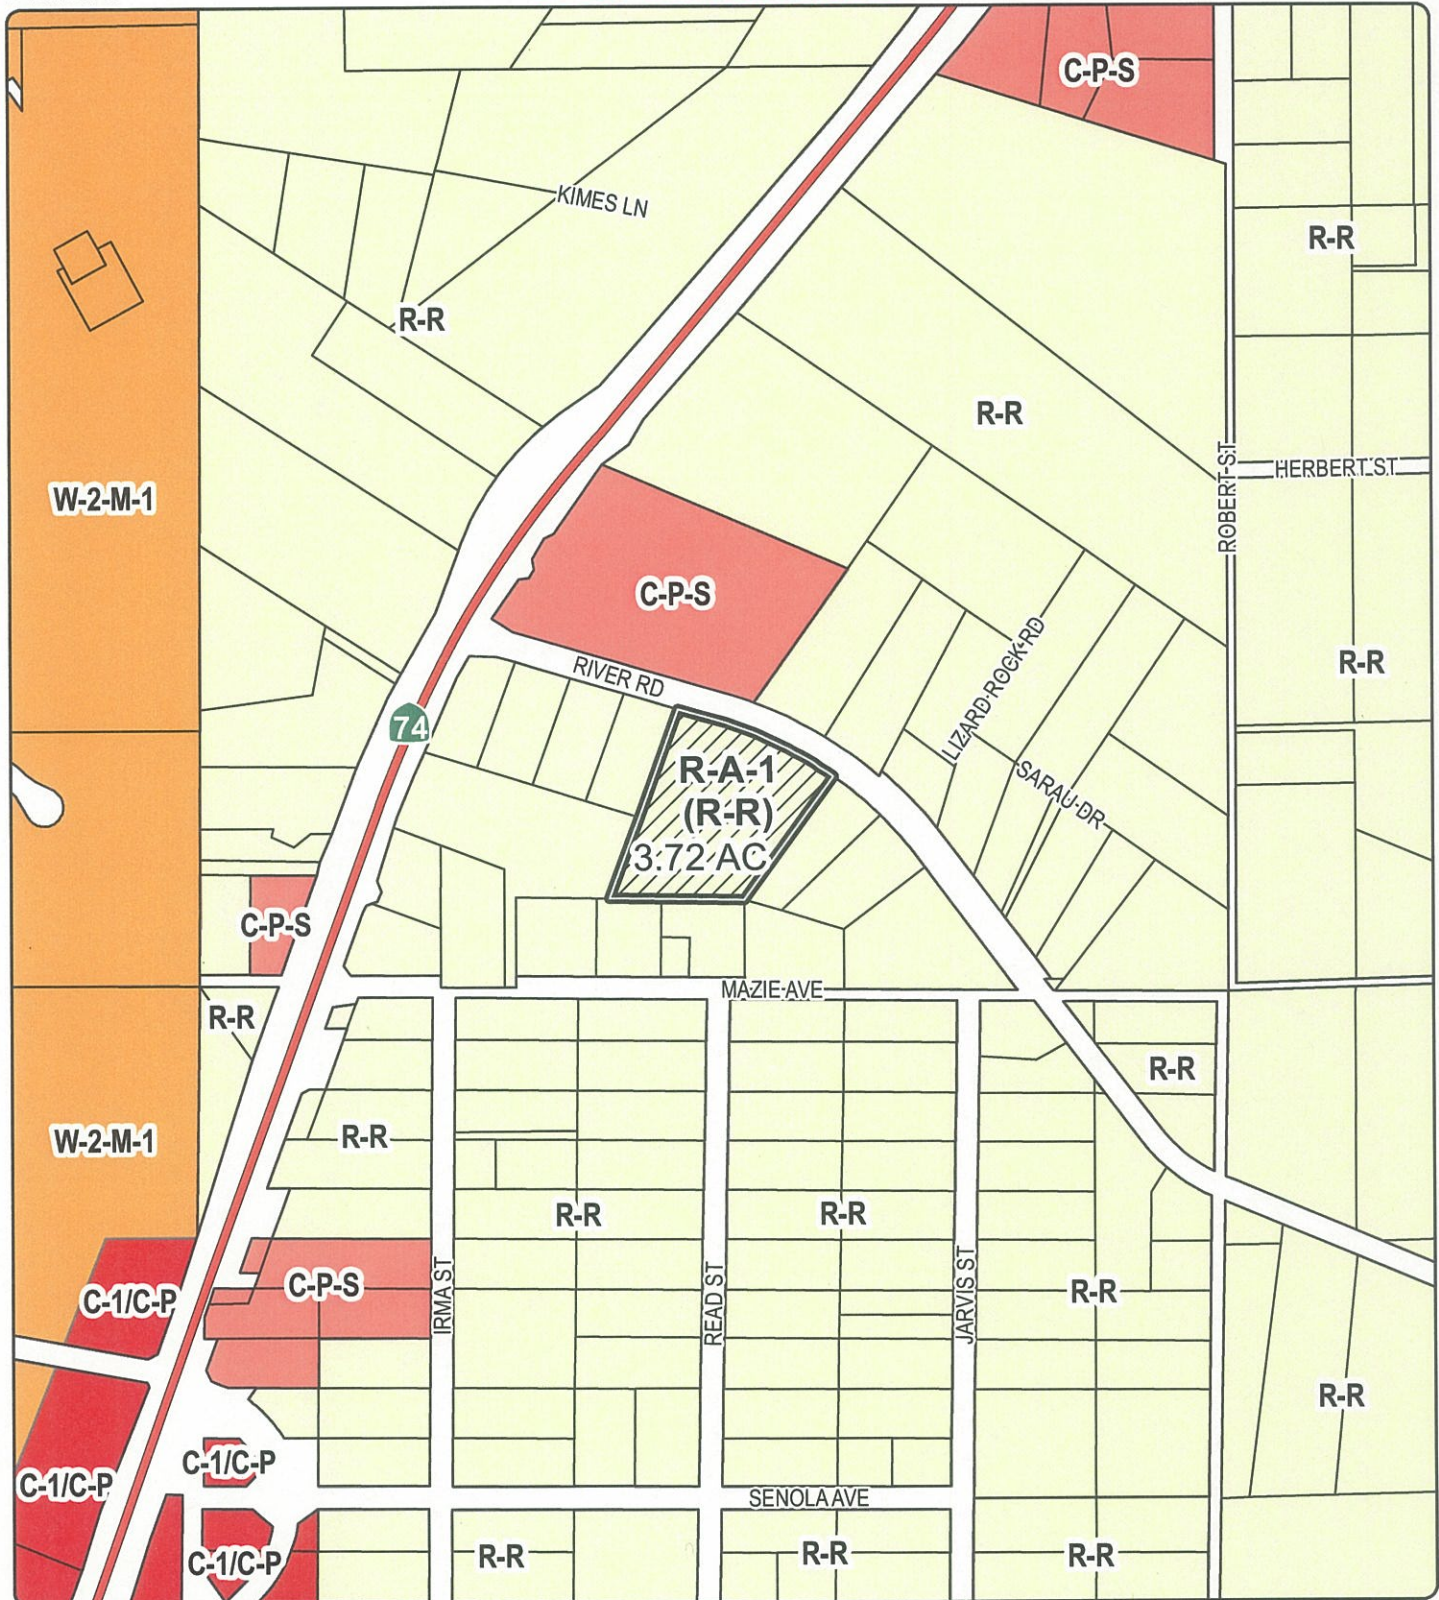 C-P-S
KIMES LN
R-R
R-R
R-R
HERBERT ST
ROBERT ST
W-2-M-1
C-P-S
LIZARD ROCK RD
R-R
RIVER RD
74
R-A-1
(R-R)
3.72 AC
SARAU DR
C-P-S
MAZIE AVE
R-R
R-R
R-R
W-2-M-1
R-R
R-R
C-P-S
C-1/C-P
IRMA ST
READ ST
JARVIS ST
R-R
R-R
C-1/C-P
C-1/C-P
SENOLA AVE
C-1/C-P
R-R
R-R
R-R